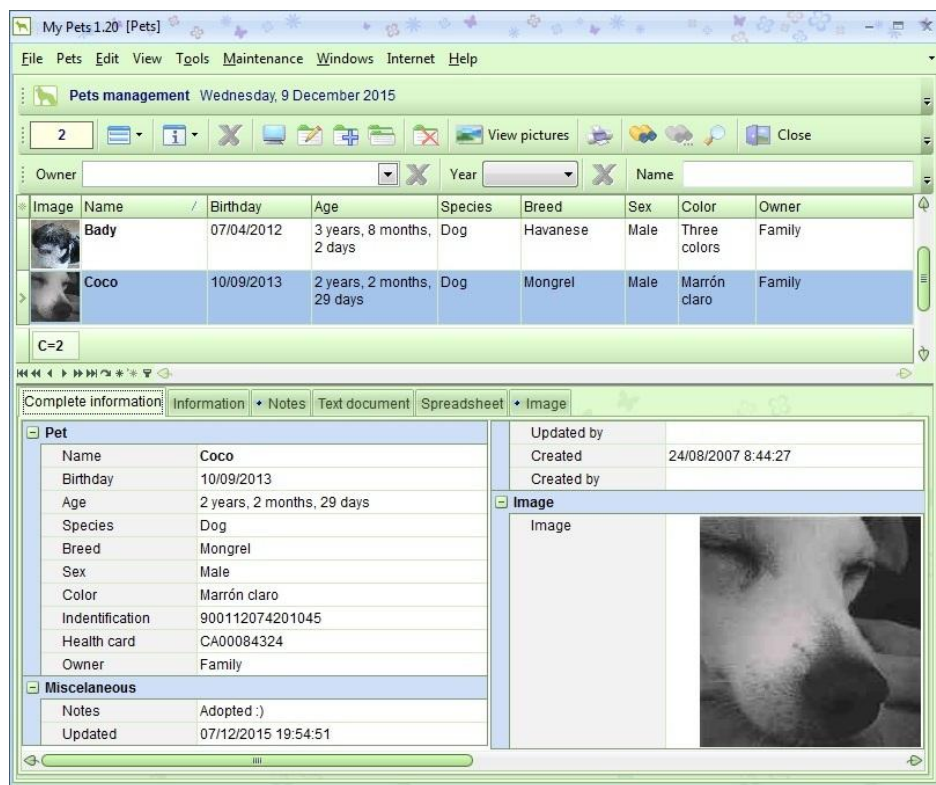 My Pets 1.20 [Pets]
File Pets Edit View Tools Maintenance Windows Internet Help
Pets management Wednesday, 9 December 2015
2 View pictures Close
Owner Year Name
Image Name Birthday Age Species Breed Sex Color Owner
Bady 07/04/2012 3 years, 8 months, Dog Havanese Male Three Family
2 days colors
Coco 10/09/2013 2 years, 2 months, Dog Mongrel Male Marrón Family
29 days claro
C=2
Complete information Information Notes Text document Spreadsheet Image
Pet
Name Coco
Birthday 10/09/2013
Age 2 years, 2 months, 29 days
Species Dog
Breed Mongrel
Sex Male
Color Marrón claro
Indentification 900112074201045
Health card CA00084324
Owner Family
Miscelaneous
Notes Adopted :)
Updated 07/12/2015 19:54:51
Updated by
Created 24/08/2007 8:44:27
Created by
Image
Image